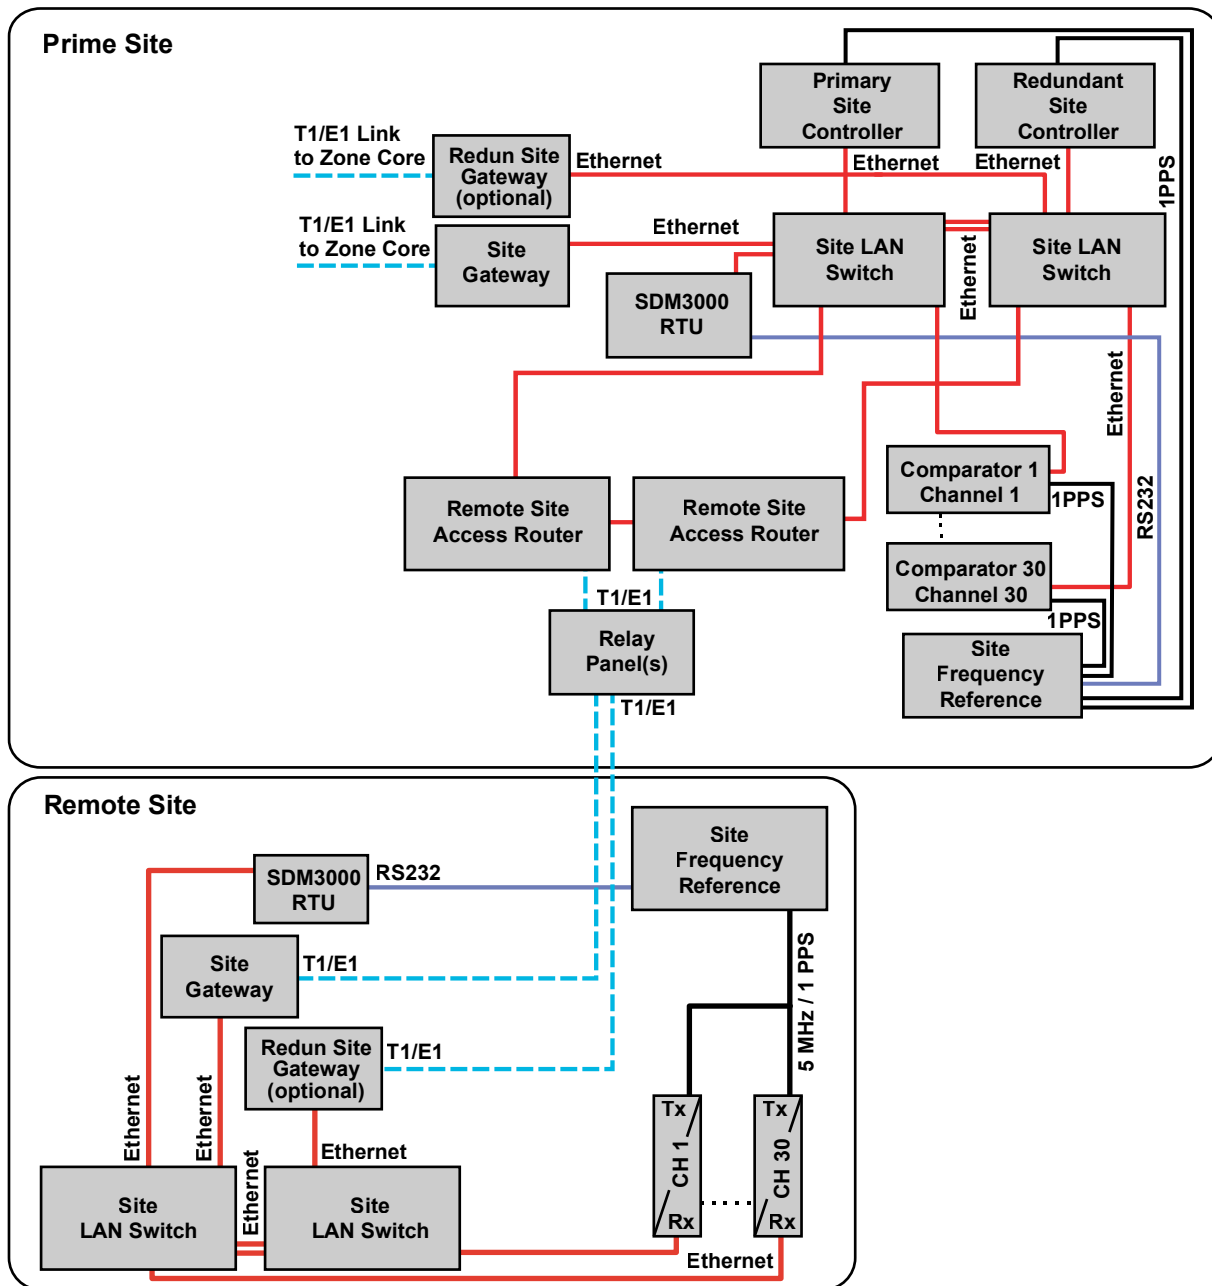 Prime Site
Primary
Site
Controller
Redundant
Site
Controller
T1/E1 Link
to Zone Core
Redun Site
Gateway
(optional)
Ethernet
Ethernet
Ethernet
1PPS
T1/E1 Link
to Zone Core
Site
Gateway
Ethernet
Site LAN
Switch
Ethernet
Site LAN
Switch
SDM3000
RTU
Ethernet
Comparator 1
Channel 1
1PPS
RS232
Remote Site
Access Router
Remote Site
Access Router
Comparator 30
Channel 30
1PPS
T1/E1
Relay
Panel(s)
T1/E1
Site
Frequency
Reference
Remote Site
Site
Frequency
Reference
SDM3000
RTU
RS232
Site
Gateway
T1/E1
5 MHz / 1 PPS
Redun Site
Gateway
(optional)
T1/E1
Ethernet
Ethernet
Ethernet
Tx
CH 1
Rx
Tx
CH 30
Rx
Site
LAN Switch
Ethernet
Site
LAN Switch
Ethernet